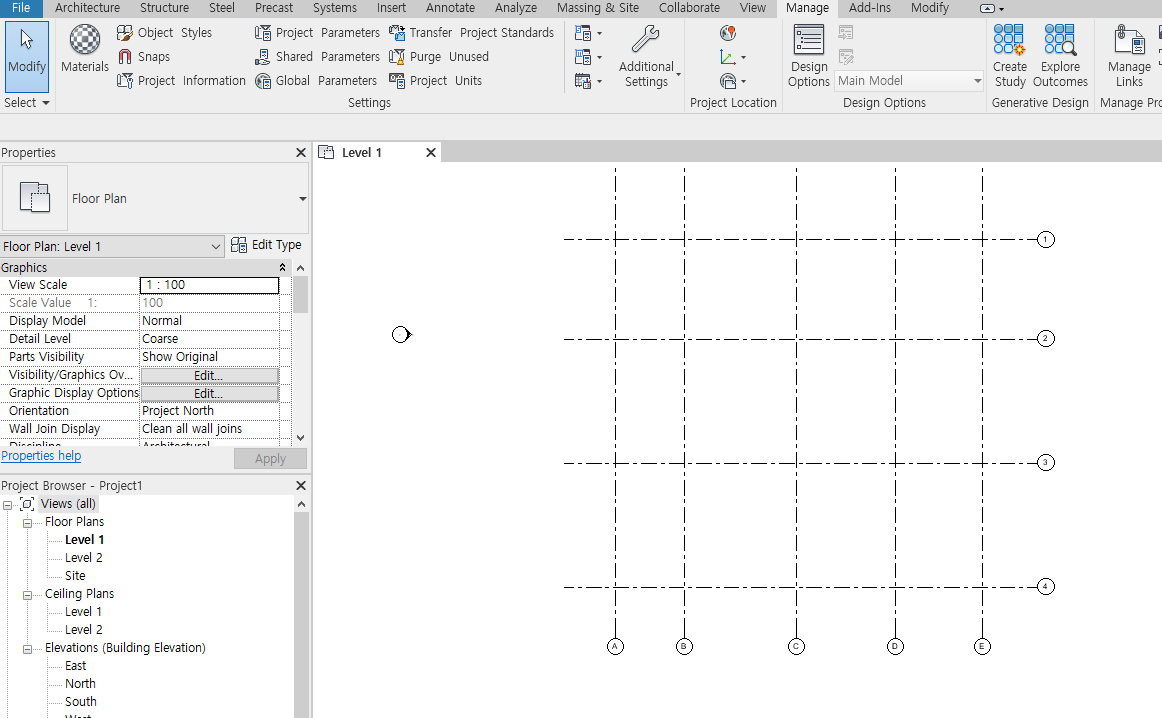 File Architecture Structure Steel Precast Systems Insert Annotate Analyze Massing & Site Collaborate View Manage Add-Ins Modify
Modify
Select
Materials
Object Styles
Snaps
Project Information
Project Parameters
Shared Parameters
Global Parameters
Transfer Project Standards
Purge Unused
Project Units
Settings
Additional Settings
Project Location
Design Options
Main Model
Design Options
Create Study
Explore Outcomes
Generative Design
Manage Links
Manage Pro
Properties
Floor Plan
Floor Plan: Level 1
Edit Type
Graphics
View Scale 1 : 100
Scale Value 1: 100
Display Model Normal
Detail Level Coarse
Parts Visibility Show Original
Visibility/Graphics Ov... Edit...
Graphic Display Options Edit...
Orientation Project North
Wall Join Display Clean all wall joins
Discipline Architectural
Properties help
Apply
Project Browser - Project1
Views (all)
Floor Plans
Level 1
Level 2
Site
Ceiling Plans
Level 1
Level 2
Elevations (Building Elevation)
East
North
South
West
Level 1
1
2
3
4
A B C D E